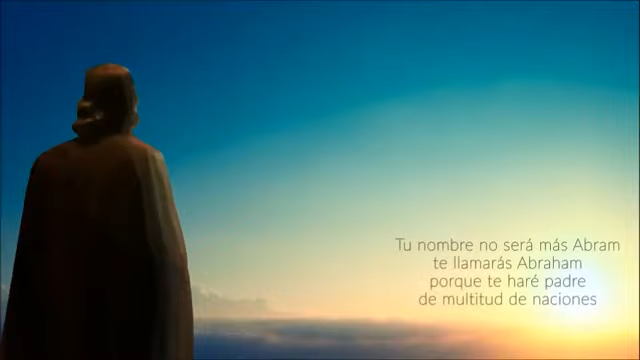 Tu nombre no será más Abram
te llamarás Abraham
porque te haré padre
de multitud de naciones